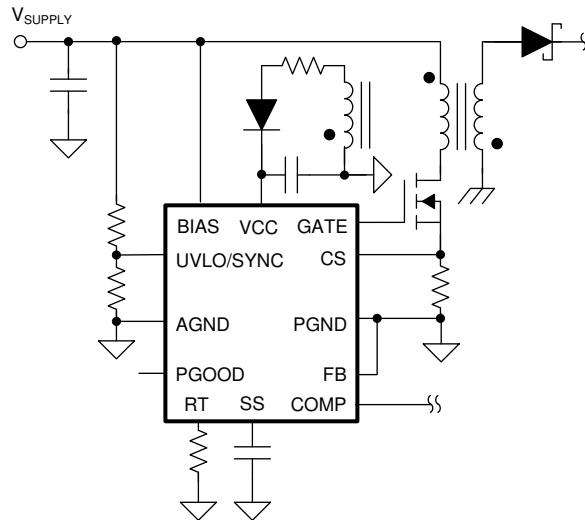 VSUPPLY
BIAS VCC GATE
UVLO/SYNC CS
AGND PGND
PGOOD FB
RT SS COMP